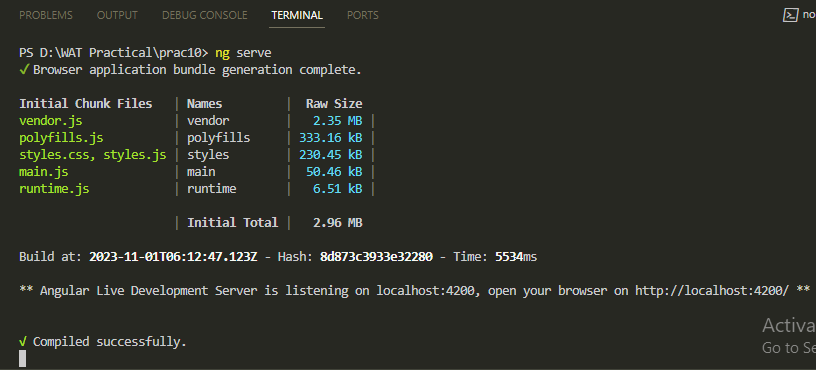 PROBLEMS OUTPUT DEBUG CONSOLE TERMINAL PORTS no
PS D:\WAT Practical\prac10> ng serve
✓ Browser application bundle generation complete.
Initial Chunk Files | Names | Raw Size
vendor.js | vendor | 2.35 MB |
polyfills.js | polyfills | 333.16 kB |
styles.css, styles.js | styles | 230.45 kB |
main.js | main | 50.46 kB |
runtime.js | runtime | 6.51 kB |
| Initial Total | 2.96 MB
Build at: 2023-11-01T06:12:47.123Z - Hash: 8d873c3933e32280 - Time: 5534ms
** Angular Live Development Server is listening on localhost:4200, open your browser on http://localhost:4200/ **
Activa
✓ Compiled successfully.
Go to Se